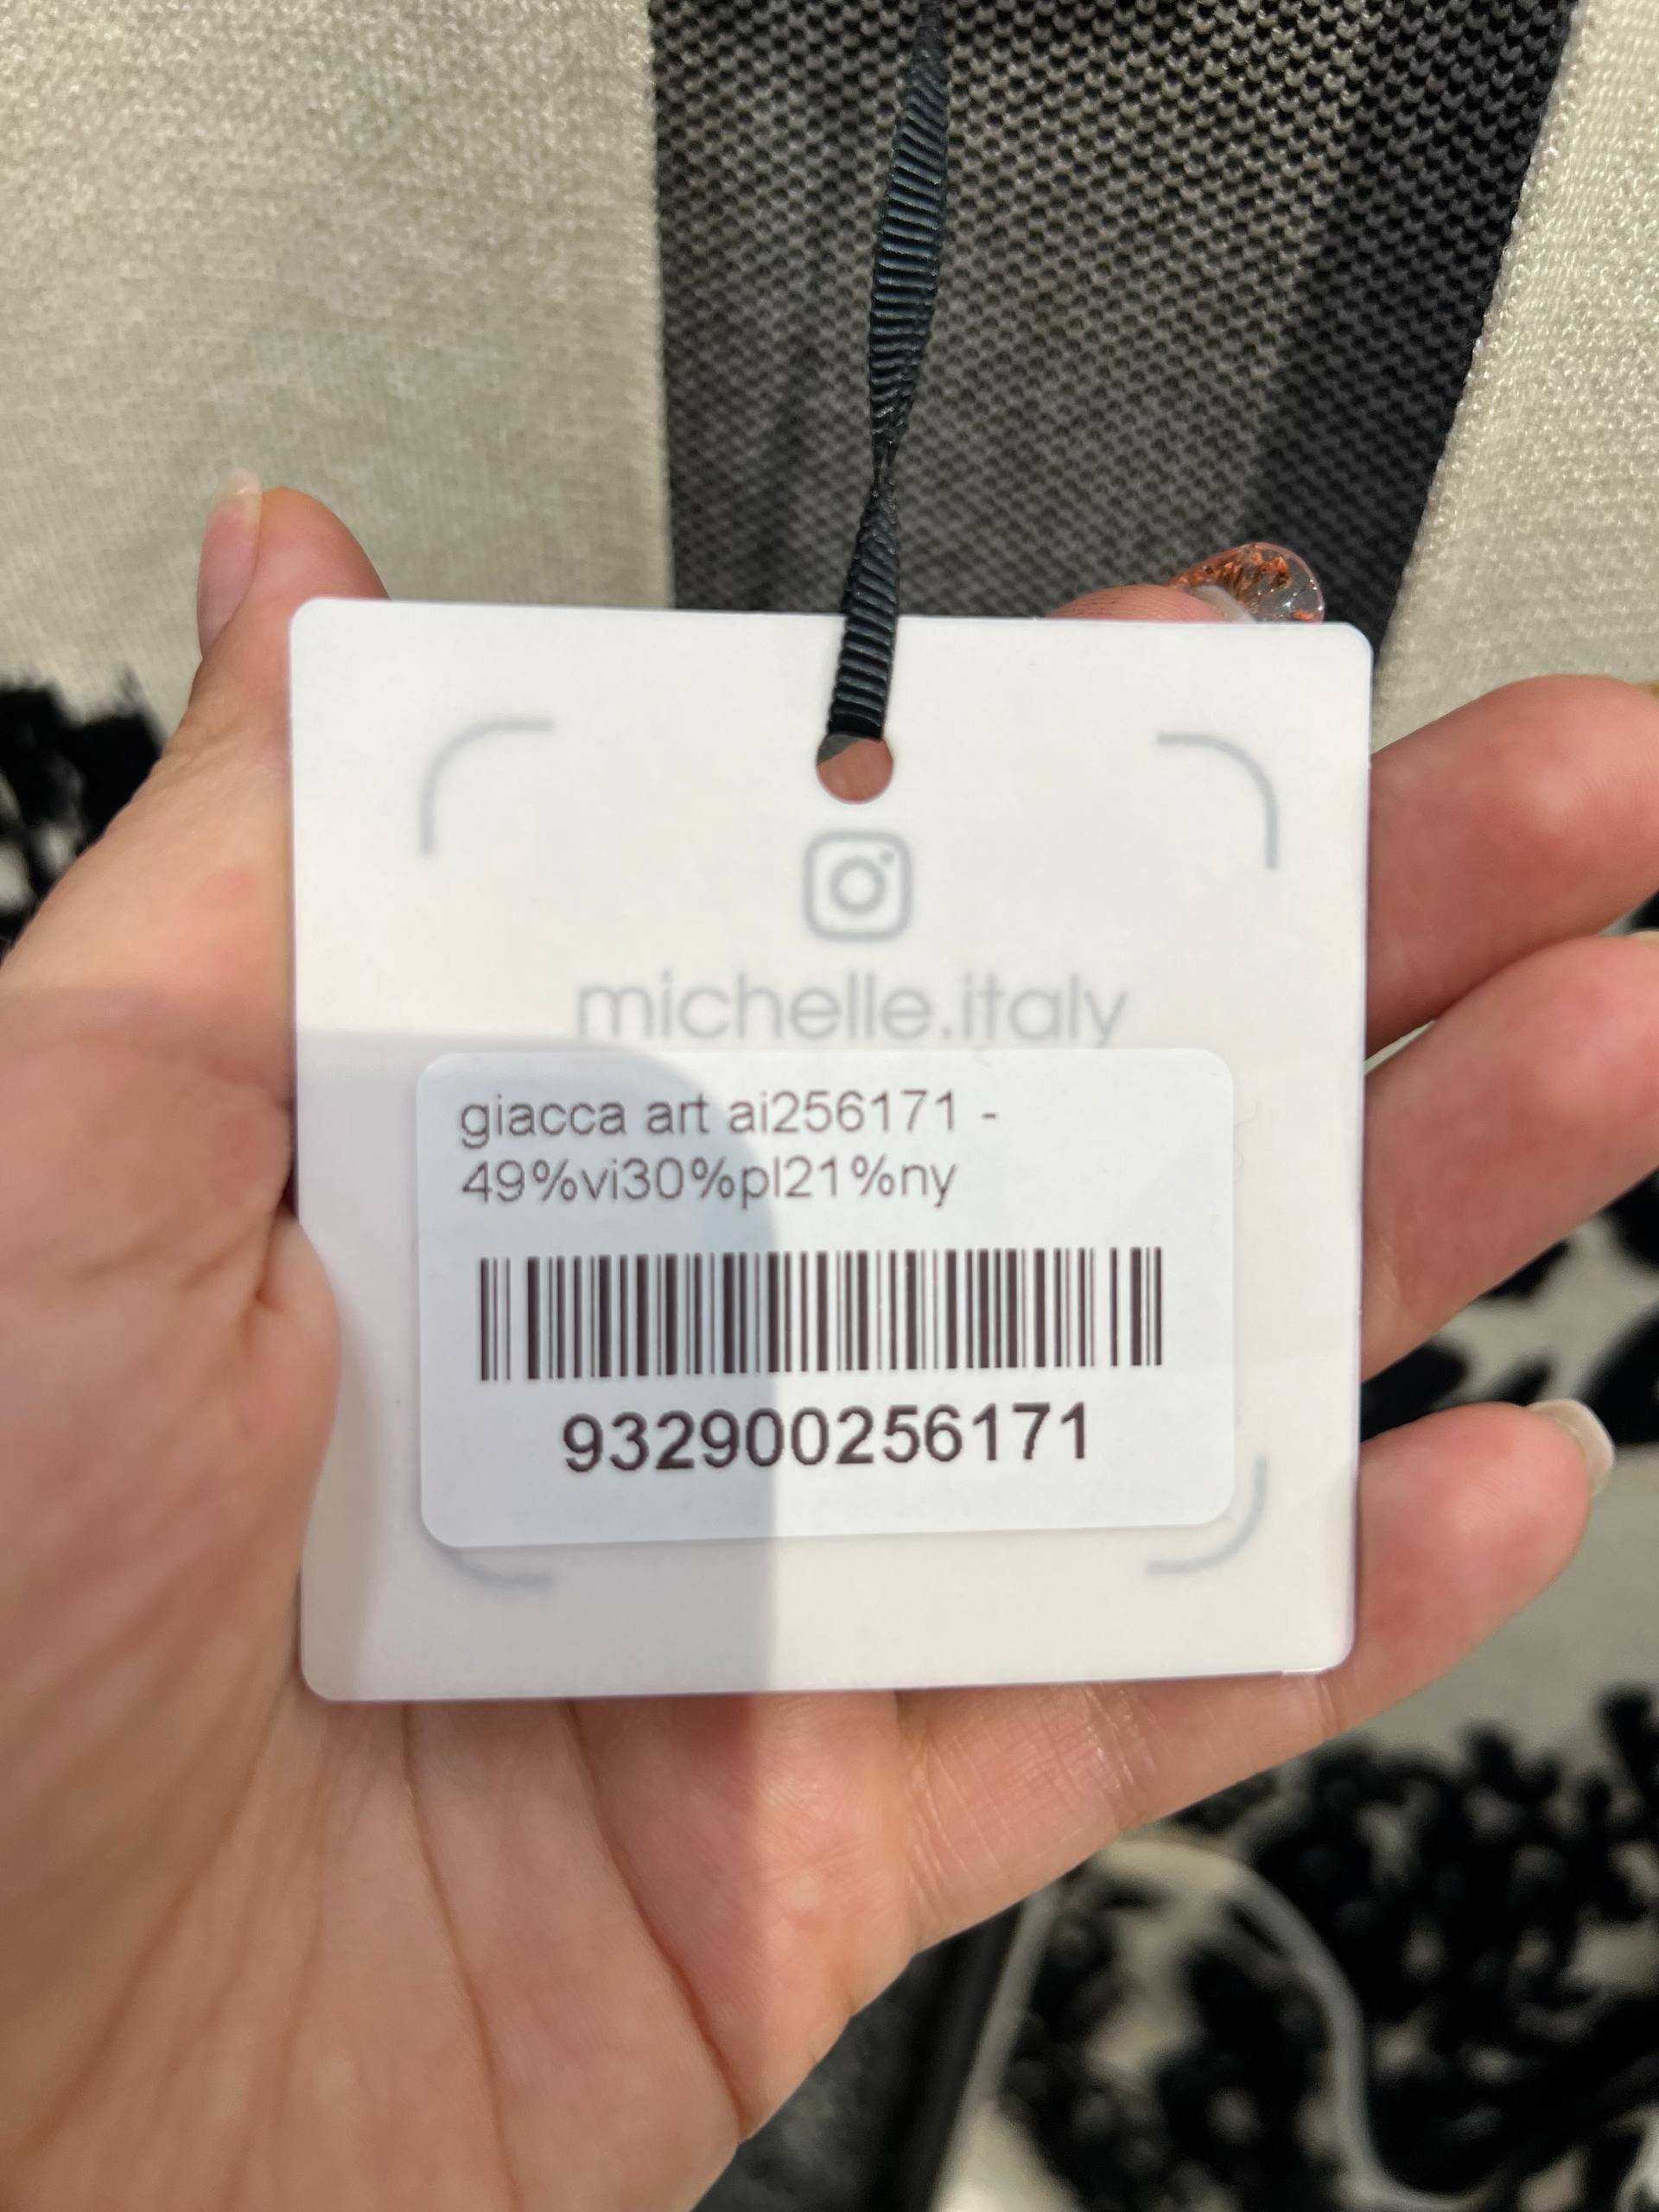 michelle.italy
giacca art ai256171 -
49%vi30%pl21%ny
932900256171